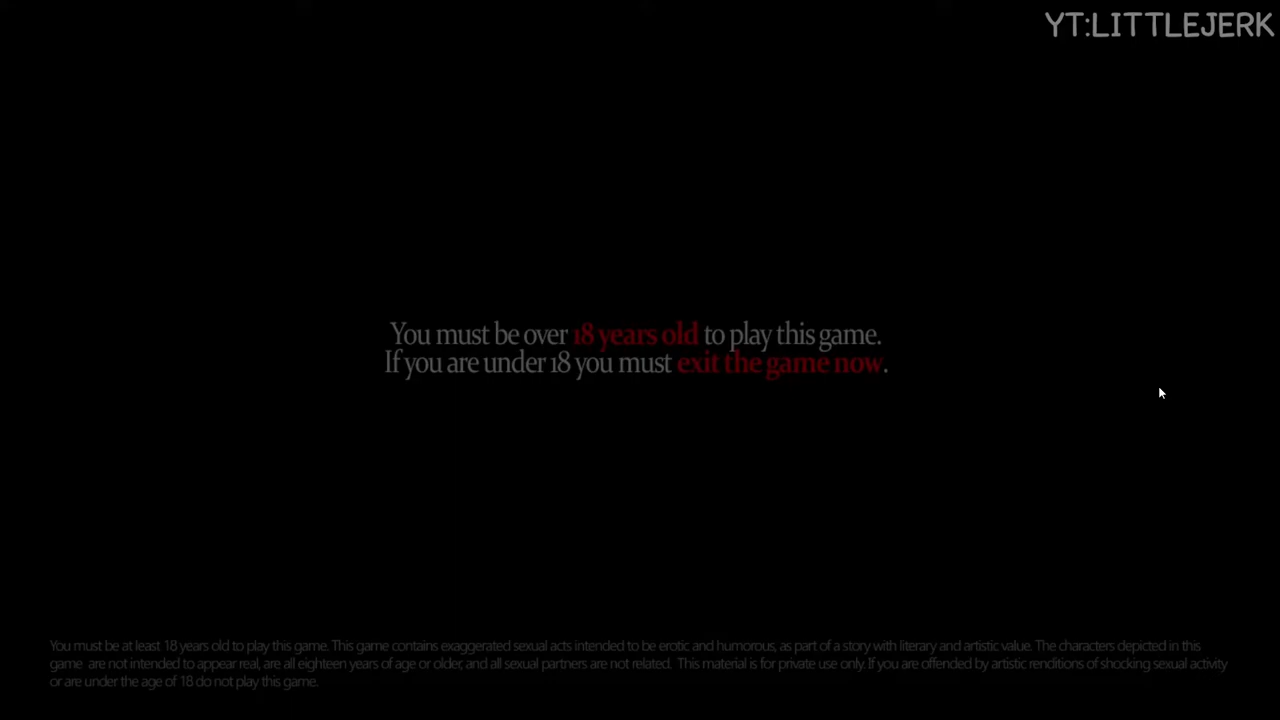 YT:LITTLEJERK
You must be over 18 years old to play this game.
If you are under 18 you must exit the game now.
You must be at least 18 years old to play this game. This game contains exaggerated sexual acts intended to be erotic and humorous, as part of a story with literary and artistic value. The characters depicted in this
game are not intended to appear real, are all eighteen years of age or older, and all sexual partners are not related. This material is for private use only. If you are offended by artistic renditions of shocking sexual activity
or are under the age of 18 do not play this game.